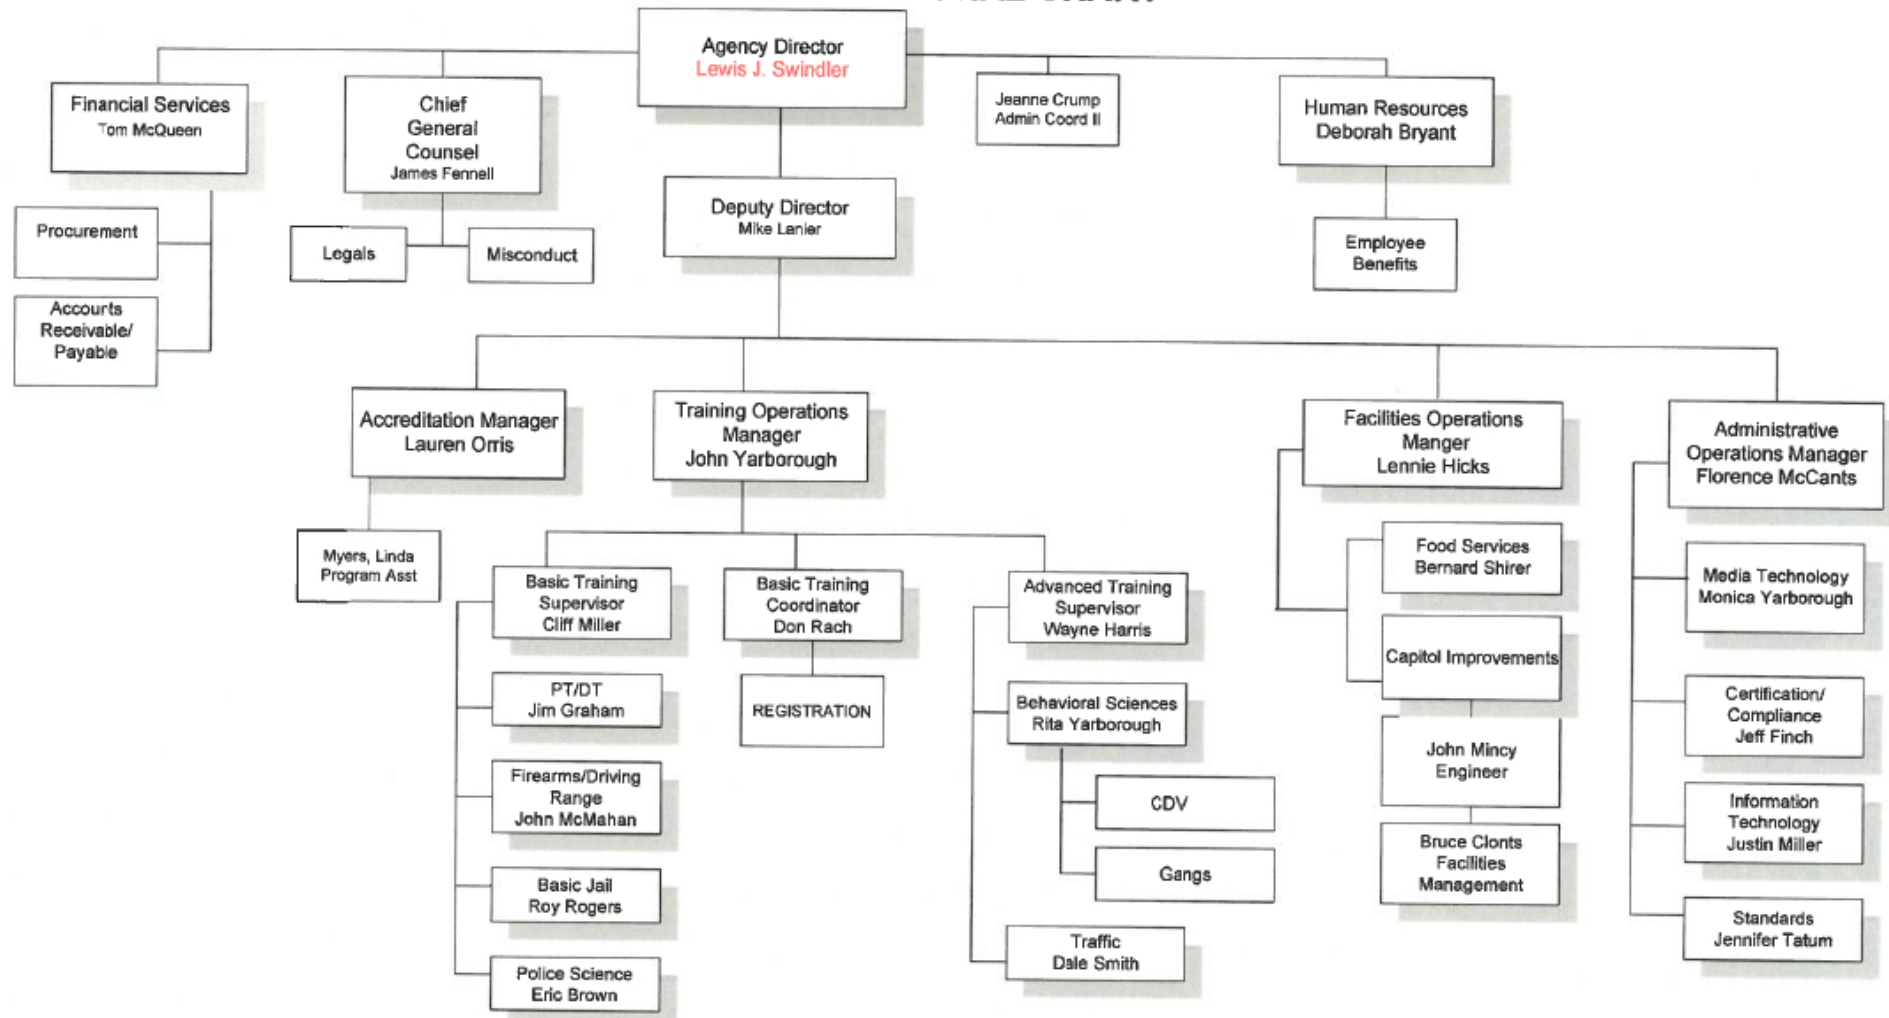 Agency Director
Lewis J. Swindler
Financial Services
Tom McQueen
Chief
General
Counsel
James Fennell
Jeanne Crump
Admin Coord II
Human Resources
Deborah Bryant
Procurement
Accounts
Receivable/
Payable
Legals
Misconduct
Deputy Director
Mike Lanier
Employee
Benefits
Accreditation Manager
Lauren Orris
Training Operations
Manager
John Yarborough
Facilities Operations
Manger
Lennie Hicks
Administrative
Operations Manager
Florence McCants
Myers, Linda
Program Asst
Basic Training
Supervisor
Cliff Miller
Basic Training
Coordinator
Don Rach
Advanced Training
Supervisor
Wayne Harris
PT/DT
Jim Graham
Firearms/Driving
Range
John McMahan
Basic Jail
Roy Rogers
Police Science
Eric Brown
REGISTRATION
Behavioral Sciences
Rita Yarborough
CDV
Gangs
Traffic
Dale Smith
Food Services
Bernard Shirer
Capitol Improvements
John Mincy
Engineer
Bruce Clonts
Facilities
Management
Media Technology
Monica Yarborough
Certification/
Compliance
Jeff Finch
Information
Technology
Justin Miller
Standards
Jennifer Tatum